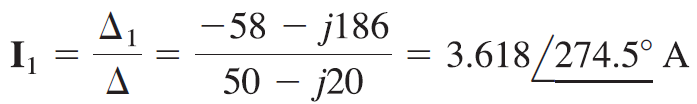 I₁ = Δ₁/Δ = (−58 − j186)/(50 − j20) = 3.618∠274.5° A